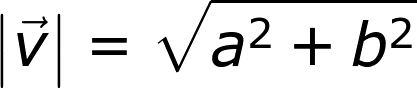 |v⃗| = √(a² + b²)